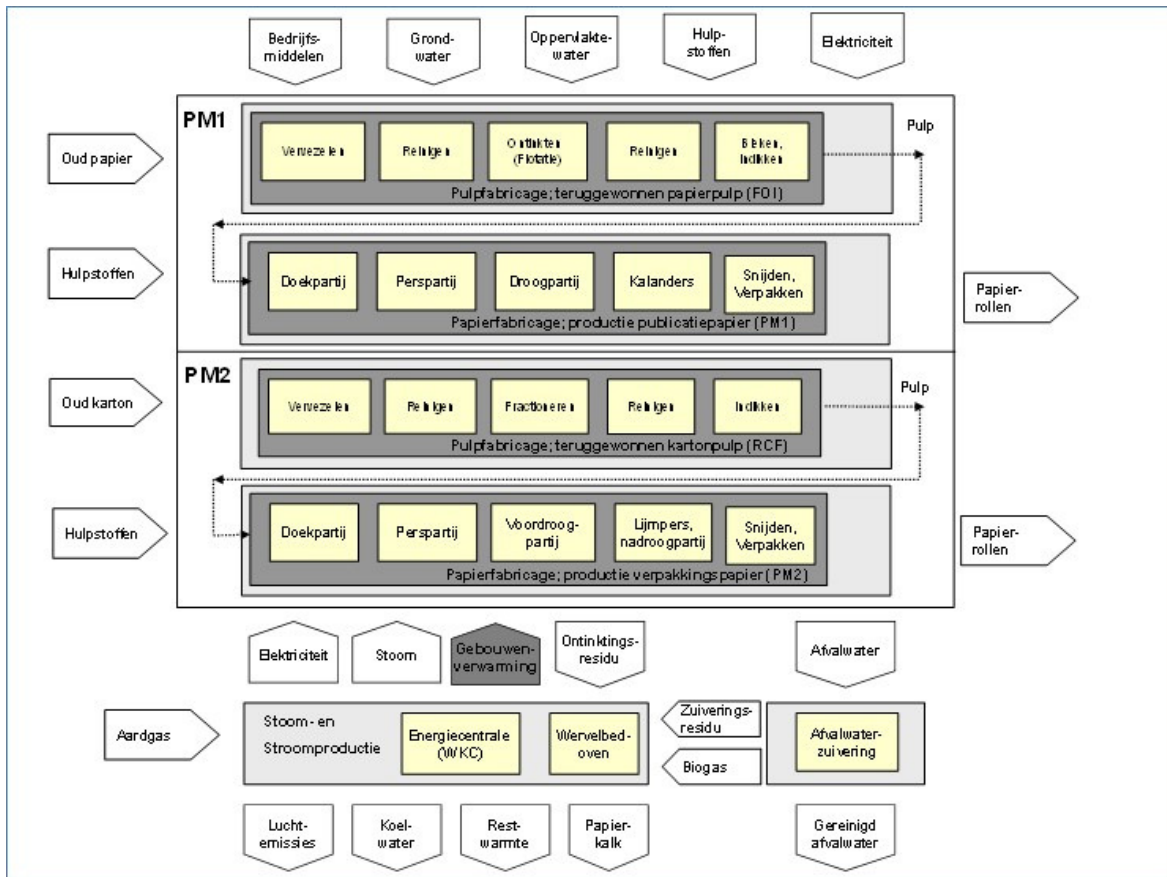 Bedrijfs-
middelen
Grond-
water
Oppervlakte-
water
Hulp-
stoffen
Elektriciteit
PM1
Oud papier
Vervezelen
Reinigen
Ontinkten
(Flotatie)
Reinigen
Bleken,
Indikken
Pulp
Pulpfabricage; teruggewonnen papierpulp (FOI)
Hulpstoffen
Doekpartij
Perspartij
Droogpartij
Kalanders
Snijden,
Verpakken
Papierfabricage; productie publicatiepapier (PM1)
Papier-
rollen
PM2
Oud karton
Vervezelen
Reinigen
Fractioneren
Reinigen
Indikken
Pulp
Pulpfabricage; teruggewonnen kartonpulp (RCF)
Hulpstoffen
Doekpartij
Perspartij
Voordroog-
partij
Lijmpers,
nadroogpartij
Snijden,
Verpakken
Papierfabricage; productie verpakkingspapier (PM2)
Papier-
rollen
Elektriciteit
Stoom
Gebouwen-
verwarming
Ontinktings-
residu
Afvalwater
Aardgas
Stoom- en
Stroomproductie
Energiecentrale
(WKC)
Wervelbed-
oven
Zuiverings-
residu
Biogas
Afvalwater-
zuivering
Lucht-
emissies
Koel-
water
Rest-
warmte
Papier-
kalk
Gereinigd
afvalwater